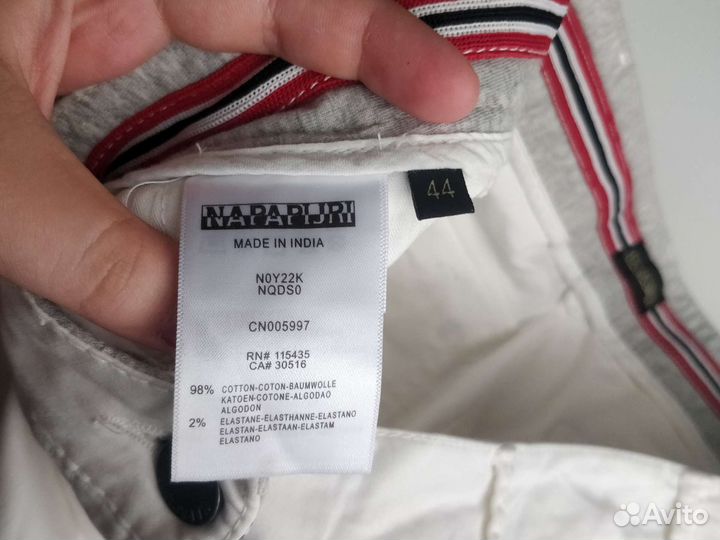 NAPAPIJRI
44
MADE IN INDIA
N0Y22K
NQDS0
CN005997
RN# 115435
CA# 30516
98% COTTON-COTON-BAUMWOLLE
KATOEN-COTONE-ALGODAO
ALGODON
2% ELASTANE-ELASTHANNE-ELASTANO
ELASTAN-ELASTAAN-ELASTAM
ELASTANO
Avito